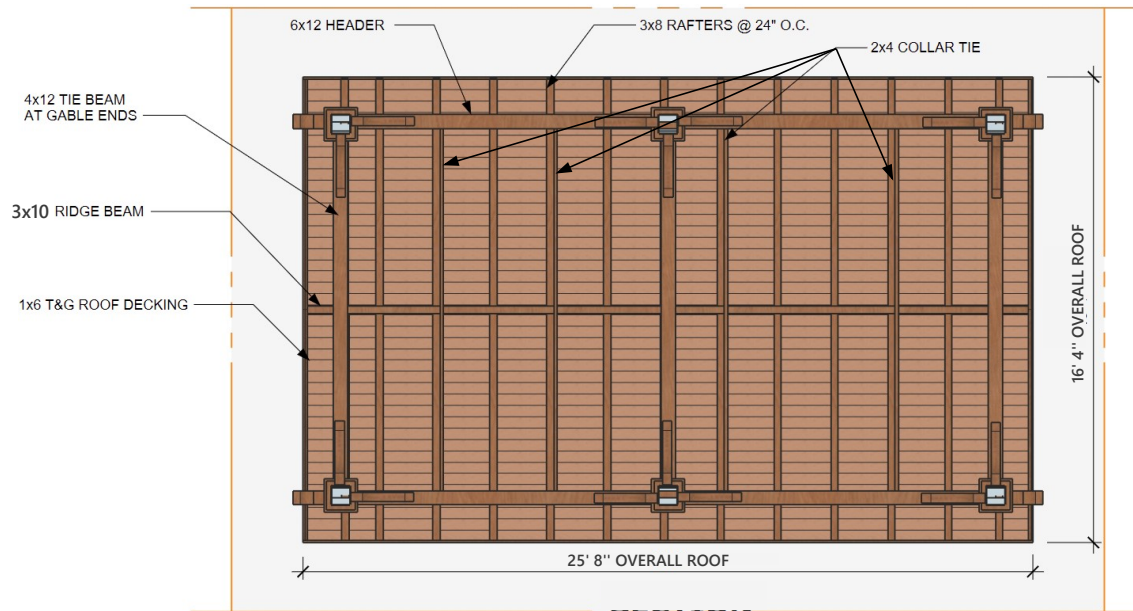 6x12 HEADER
3x8 RAFTERS @ 24" O.C.
2x4 COLLAR TIE
4x12 TIE BEAM
AT GABLE ENDS
3x10 RIDGE BEAM
1x6 T&G ROOF DECKING
16' 4'' OVERALL ROOF
25' 8'' OVERALL ROOF